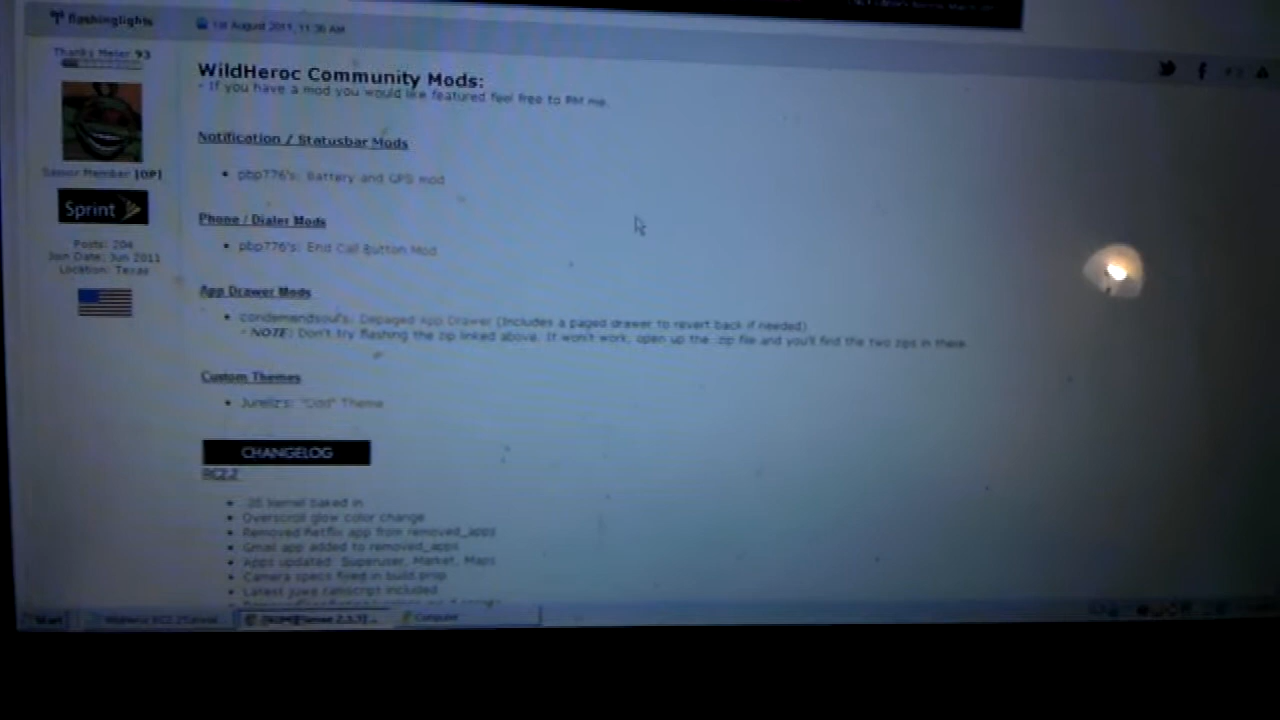 flashinglights
1st August 2011, 11:36 AM
Thanks Meter 93
WildHeroc Community Mods:
- If you have a mod you would like featured feel free to PM me.
Notification / Statusbar Mods
Senior Member [OP]
• pbp776's: Battery and GPS mod
Sprint
Phone / Dialer Mods
Posts: 204
• pbp776's: End Call Button Mod
Join Date: Jun 2011
Location: Texas
App Drawer Mods
• condemendsoul's: Depaged App Drawer (Includes a paged drawer to revert back if needed)
- NOTE: Don't try flashing the zip linked above. It won't work, open up the .zip file and you'll find the two zips in there
Custom Themes
Theme
CHANGELOG
RC2.2
• .35 kernel baked in
• Overscroll glow color change
• Removed Netflix app from removed_apps
• Gmail app added to removed_apps
• Apps updated: Superuser, Market, Maps
• Camera specs fixed in build.prop
• Latest included
Start
Computer